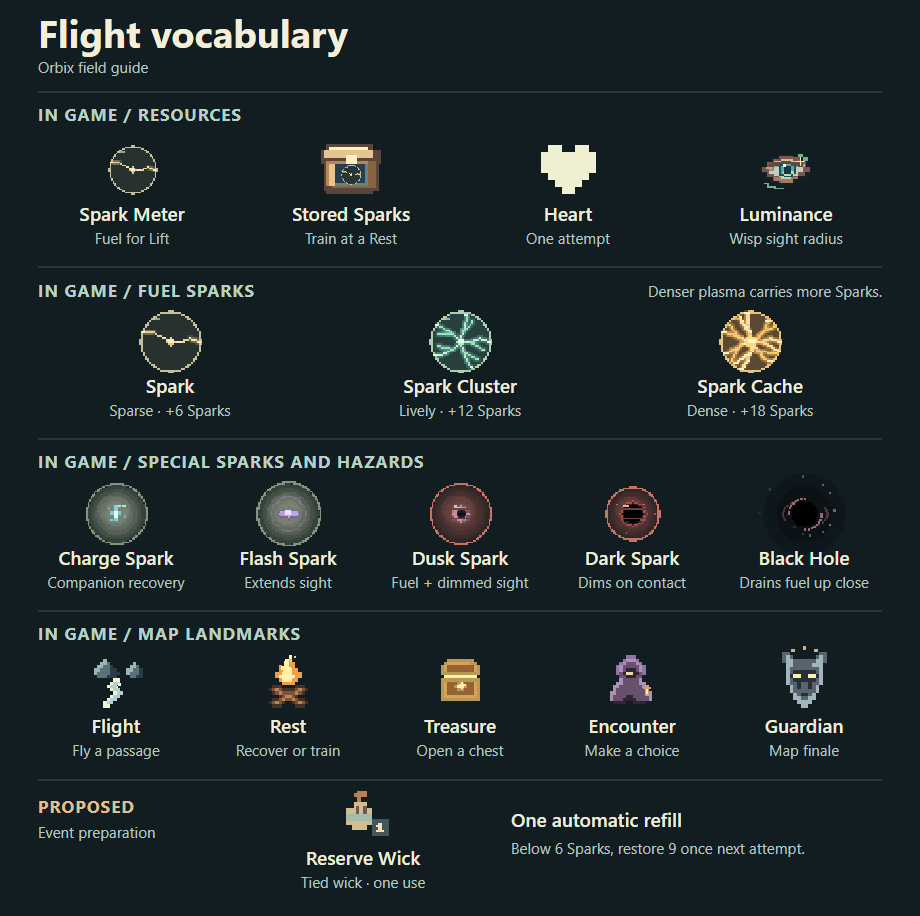 Flight vocabulary
Orbix field guide
IN GAME / RESOURCES
Spark Meter
Fuel for Lift
Stored Sparks
Train at a Rest
Heart
One attempt
Luminance
Wisp sight radius
IN GAME / FUEL SPARKS
Denser plasma carries more Sparks.
Spark
Sparse · +6 Sparks
Spark Cluster
Lively · +12 Sparks
Spark Cache
Dense · +18 Sparks
IN GAME / SPECIAL SPARKS AND HAZARDS
Charge Spark
Companion recovery
Flash Spark
Extends sight
Dusk Spark
Fuel + dimmed sight
Dark Spark
Dims on contact
Black Hole
Drains fuel up close
IN GAME / MAP LANDMARKS
Flight
Fly a passage
Rest
Recover or train
Treasure
Open a chest
Encounter
Make a choice
Guardian
Map finale
PROPOSED
Event preparation
1
Reserve Wick
Tied wick · one use
One automatic refill
Below 6 Sparks, restore 9 once next attempt.